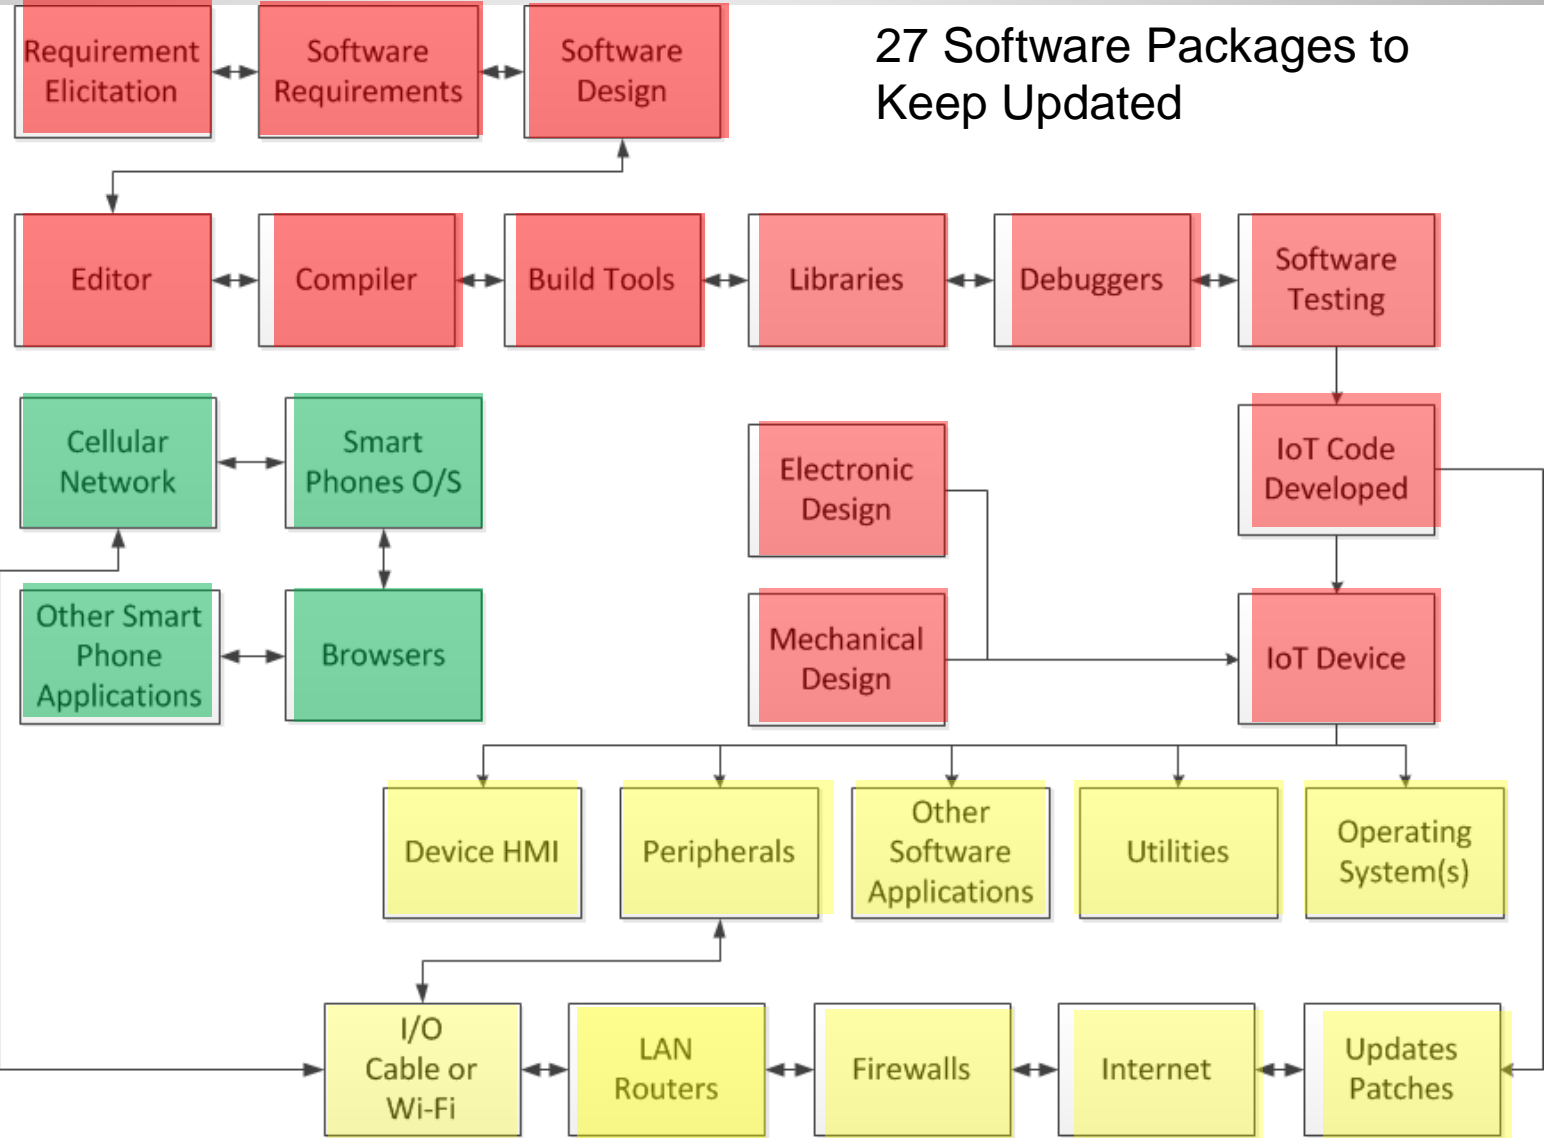 27 Software Packages to
Keep Updated
Requirement
Elicitation
Software
Requirements
Software
Design
Editor
Compiler
Build Tools
Libraries
Debuggers
Software
Testing
Cellular
Network
Smart
Phones O/S
Electronic
Design
IoT Code
Developed
Other Smart
Phone
Applications
Browsers
Mechanical
Design
IoT Device
Device HMI
Peripherals
Other
Software
Applications
Utilities
Operating
System(s)
I/O
Cable or
Wi-Fi
LAN
Routers
Firewalls
Internet
Updates
Patches